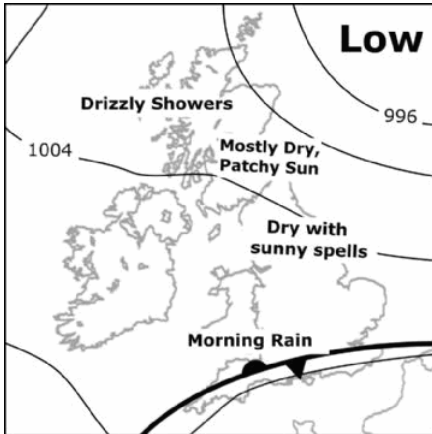 Low
996
Drizzly Showers
1004
Mostly Dry,
Patchy Sun
Dry with
sunny spells
Morning Rain